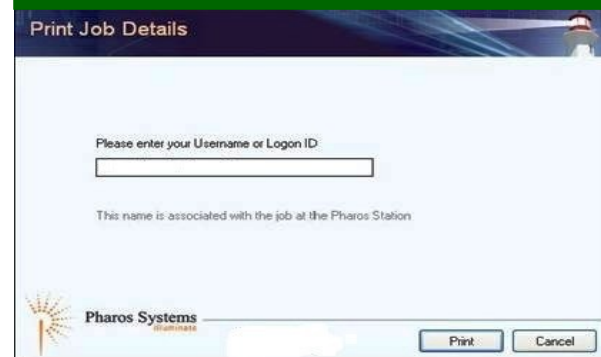 Print Job Details
Please enter your Username or Logon ID
This name is associated with the job at the Pharos Station
Pharos Systems
illuminate
Print
Cancel